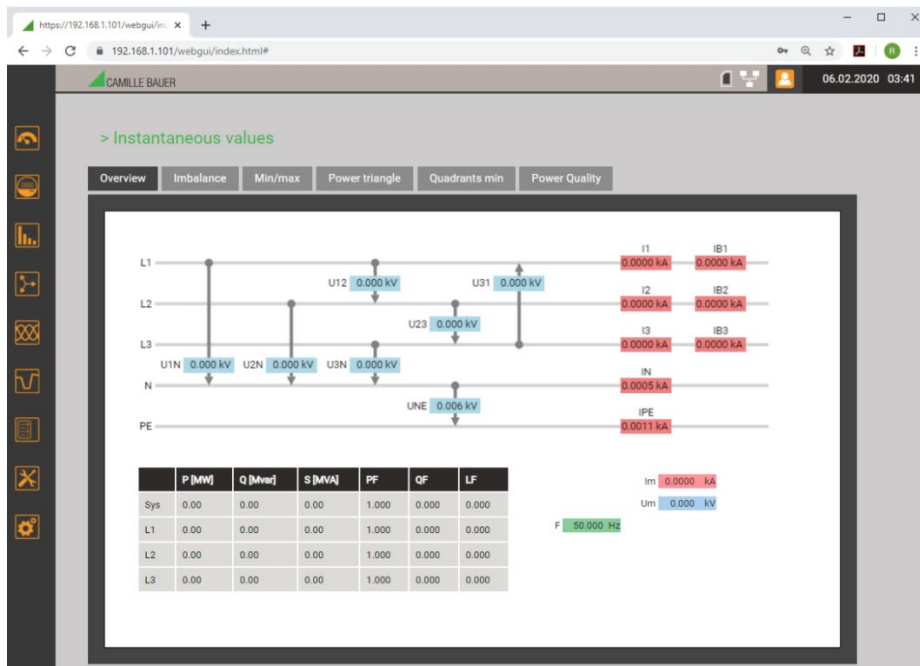 https://192.168.1.101/webgui/inc
192.168.1.101/webgui/index.html#
R
CAMILLE BAUER
06.02.2020 03:41
> Instantaneous values
Overview Imbalance Min/max Power triangle Quadrants min Power Quality
I1 IB1
L1 0.0000 kA 0.0000 kA
U12 0.000 kV U31 0.000 kV
I2 IB2
L2 0.0000 kA 0.0000 kA
U23 0.000 kV
I3 IB3
L3 0.0000 kA 0.0000 kA
U1N 0.000 kV U2N 0.000 kV U3N 0.000 kV
IN
N 0.0005 kA
UNE 0.006 kV
IPE
PE 0.0011 kA
P [MW] Q [Mvar] S [MVA] PF QF LF
Sys 0.00 0.00 0.00 1.000 0.000 0.000
L1 0.00 0.00 0.00 1.000 0.000 0.000
L2 0.00 0.00 0.00 1.000 0.000 0.000
L3 0.00 0.00 0.00 1.000 0.000 0.000
Im 0.0000 kA
Um 0.000 kV
F 50.000 Hz